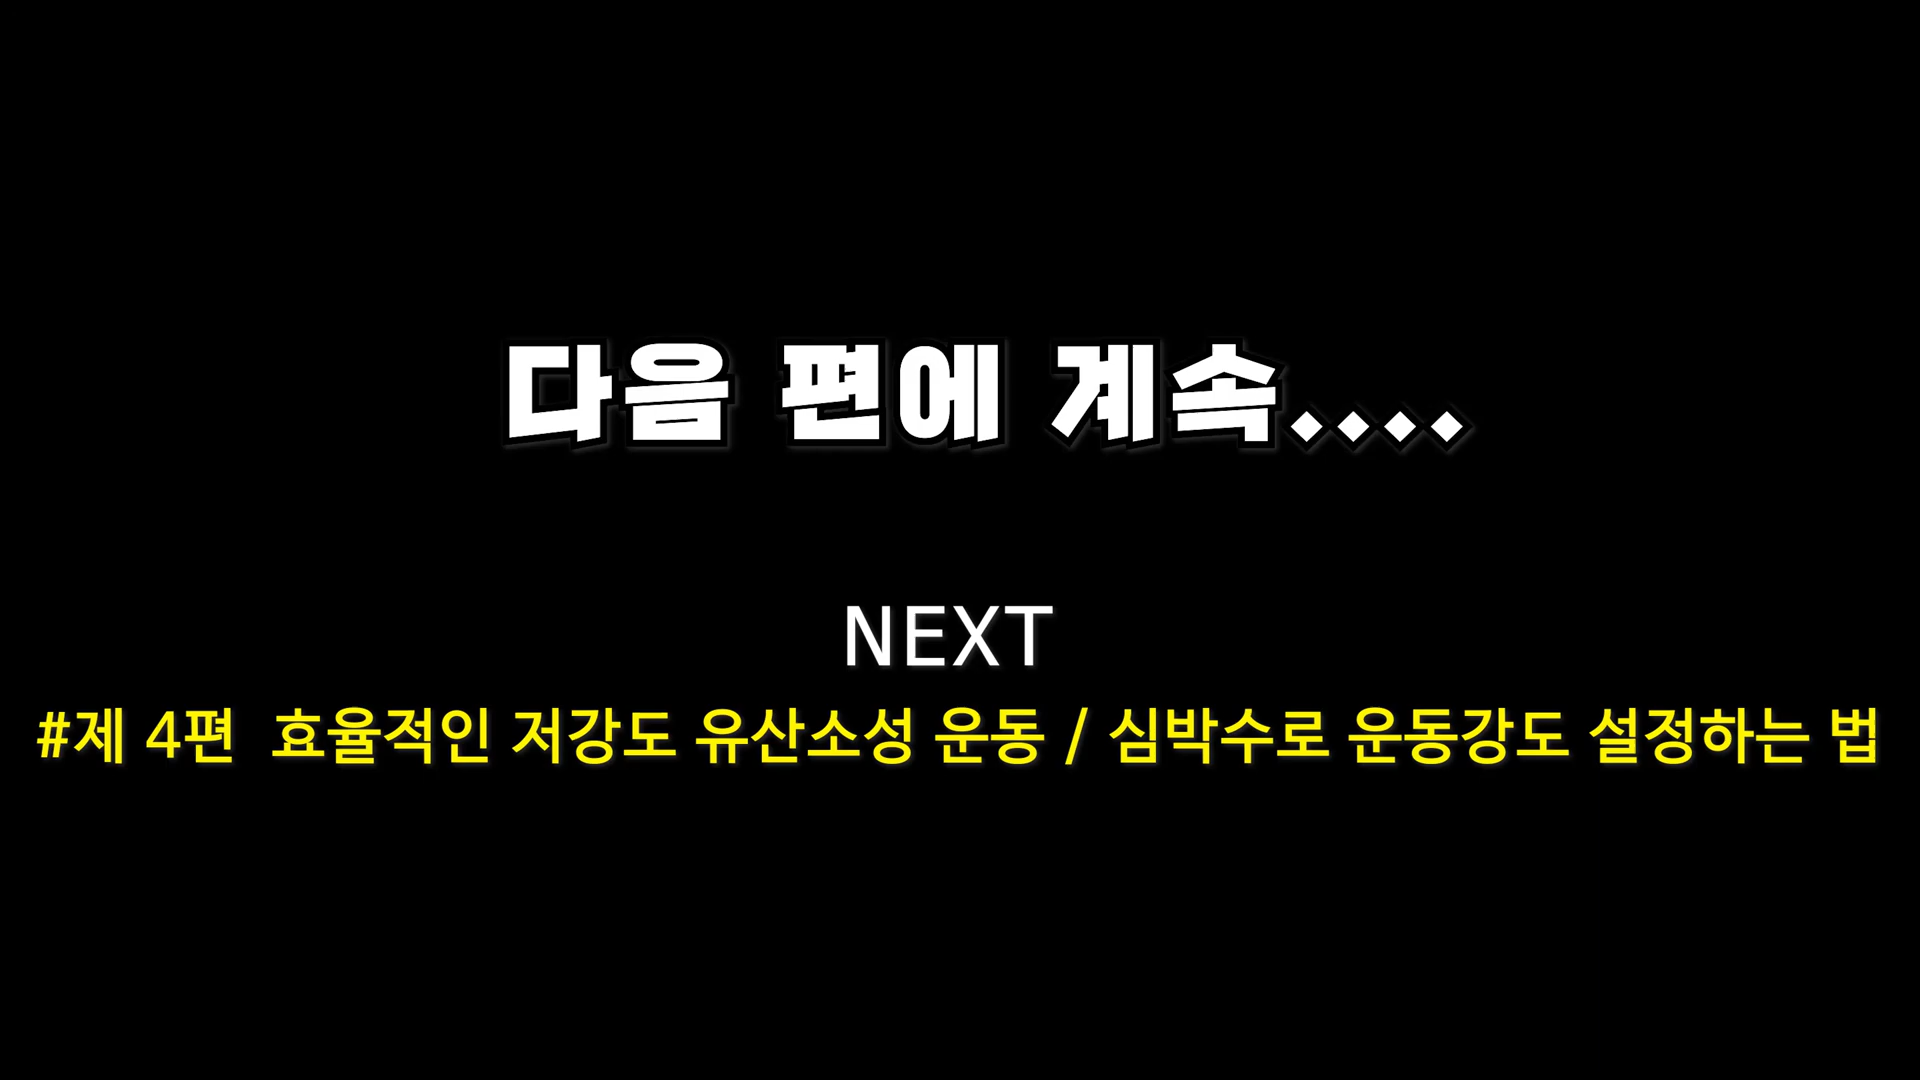 다음 편에 계속....
NEXT
#제 4편  효율적인 저강도 유산소성 운동 / 심박수로 운동강도 설정하는 법